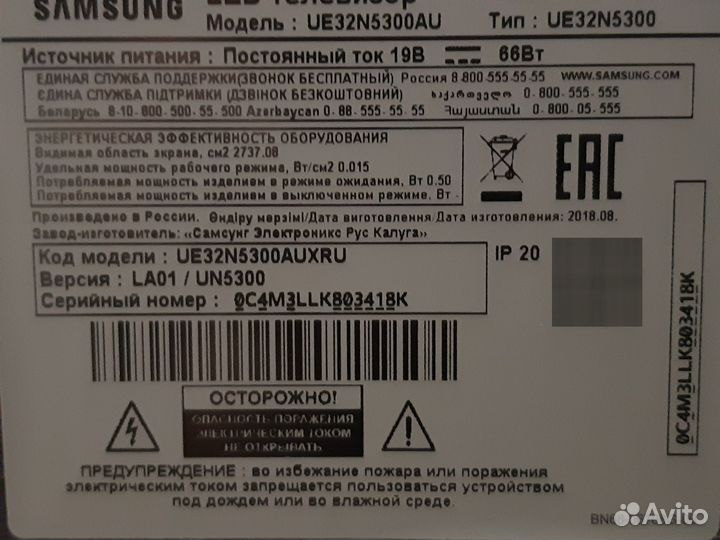 SAMSUNG LED телевизор
Модель : UE32N5300AU Тип : UE32N5300
Источник питания : Постоянный ток 19В 66Вт
ЕДИНАЯ СЛУЖБА ПОДДЕРЖКИ(ЗВОНОК БЕСПЛАТНЫЙ) Россия 8-800-555-55-55 WWW.SAMSUNG.COM
ЄДИНА СЛУЖБА ПІДТРИМКИ (ДЗВІНОК БЕЗКОШТОВНИЙ) საქართველო 0-800-555-555
Беларусь 8-10-800-500-55-500 Azerbaycan 0-88-555-55-55 Հայաստան 0-800-05-555
ЭНЕРГЕТИЧЕСКАЯ ЭФФЕКТИВНОСТЬ ОБОРУДОВАНИЯ
Видимая область экрана, см2 2737.08
Удельная мощность рабочего режима, Вт/см2 0.015
Потребляемая мощность изделием в режиме ожидания, Вт 0.50
Потребляемая мощность изделием в выключенном режиме, Вт -
EAC
Произведено в России. Өндіру мерзімі/Дата виготовлення/Дата изготовления: 2018.08.
Завод-изготовитель: «Самсунг Электроникс Рус Калуга»
Код модели : UE32N5300AUXRU IP 20
Версия : LA01 / UN5300
Серийный номер : 0C4M3LLK803418K
0C4M3LLK803418K
ОСТОРОЖНО!
ОПАСНОСТЬ ПОРАЖЕНИЯ
ЭЛЕКТРИЧЕСКИМ ТОКОМ
НЕ ОТКРЫВАТЬ
ПРЕДУПРЕЖДЕНИЕ : во избежание пожара или поражения
электрическим током запрещается пользоваться устройством
под дождем или во влажной среде.
Avito